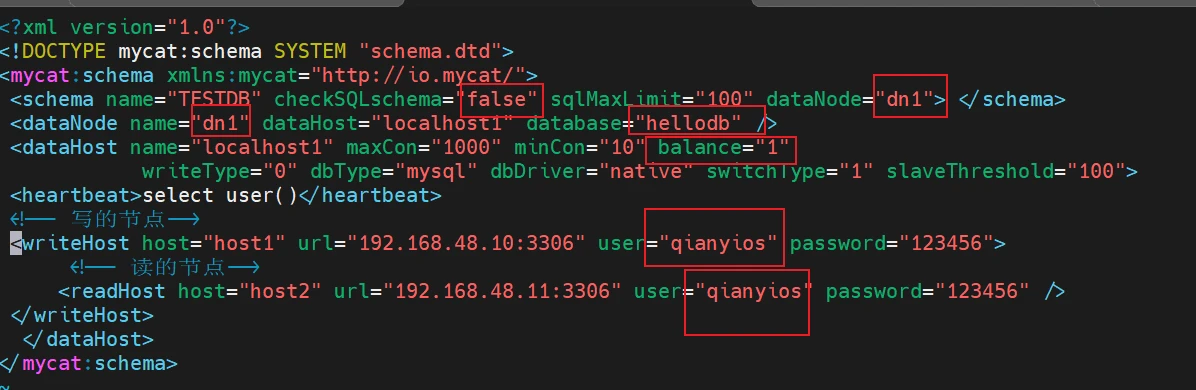 <?xml version="1.0"?>
<!DOCTYPE mycat:schema SYSTEM "schema.dtd">
<mycat:schema xmlns:mycat="http://io.mycat/">
<schema name="TESTDB" checkSQLschema="false" sqlMaxLimit="100" dataNode="dn1"> </schema>
<dataNode name="dn1" dataHost="localhost1" database="hellodb" />
<dataHost name="localhost1" maxCon="1000" minCon="10" balance="1"
writeType="0" dbType="mysql" dbDriver="native" switchType="1" slaveThreshold="100">
<heartbeat>select user()</heartbeat>
<!-- 写的节点-->
<writeHost host="host1" url="192.168.48.10:3306" user="qianyios" password="123456">
<!-- 读的节点-->
<readHost host="host2" url="192.168.48.11:3306" user="qianyios" password="123456" />
</writeHost>
</dataHost>
</mycat:schema>
~